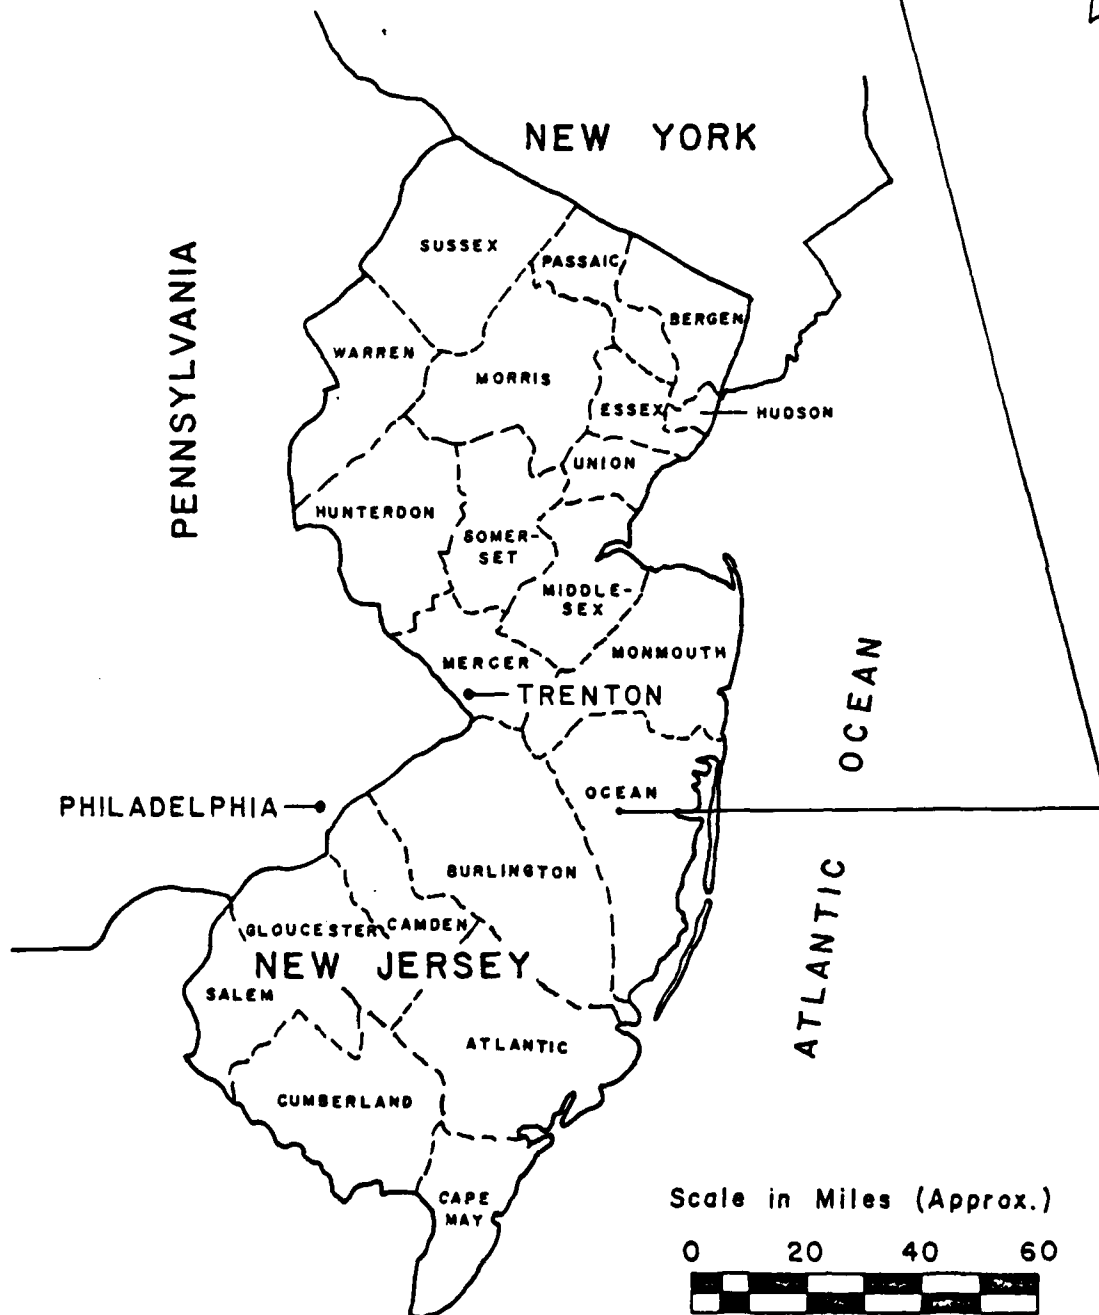 NEW YORK
PENNSYLVANIA
SUSSEX
PASSAIC
BERGEN
WARREN
MORRIS
ESSEX
HUDSON
UNION
HUNTERDON
SOMER-
SET
MIDDLE-
SEX
MERCER
MONMOUTH
TRENTON
OCEAN
ATLANTIC
OCEAN
PHILADELPHIA
BURLINGTON
GLOUCESTER
CAMDEN
NEW JERSEY
SALEM
ATLANTIC
CUMBERLAND
CAPE
MAY
Scale in Miles (Approx.)
0 20 40 60